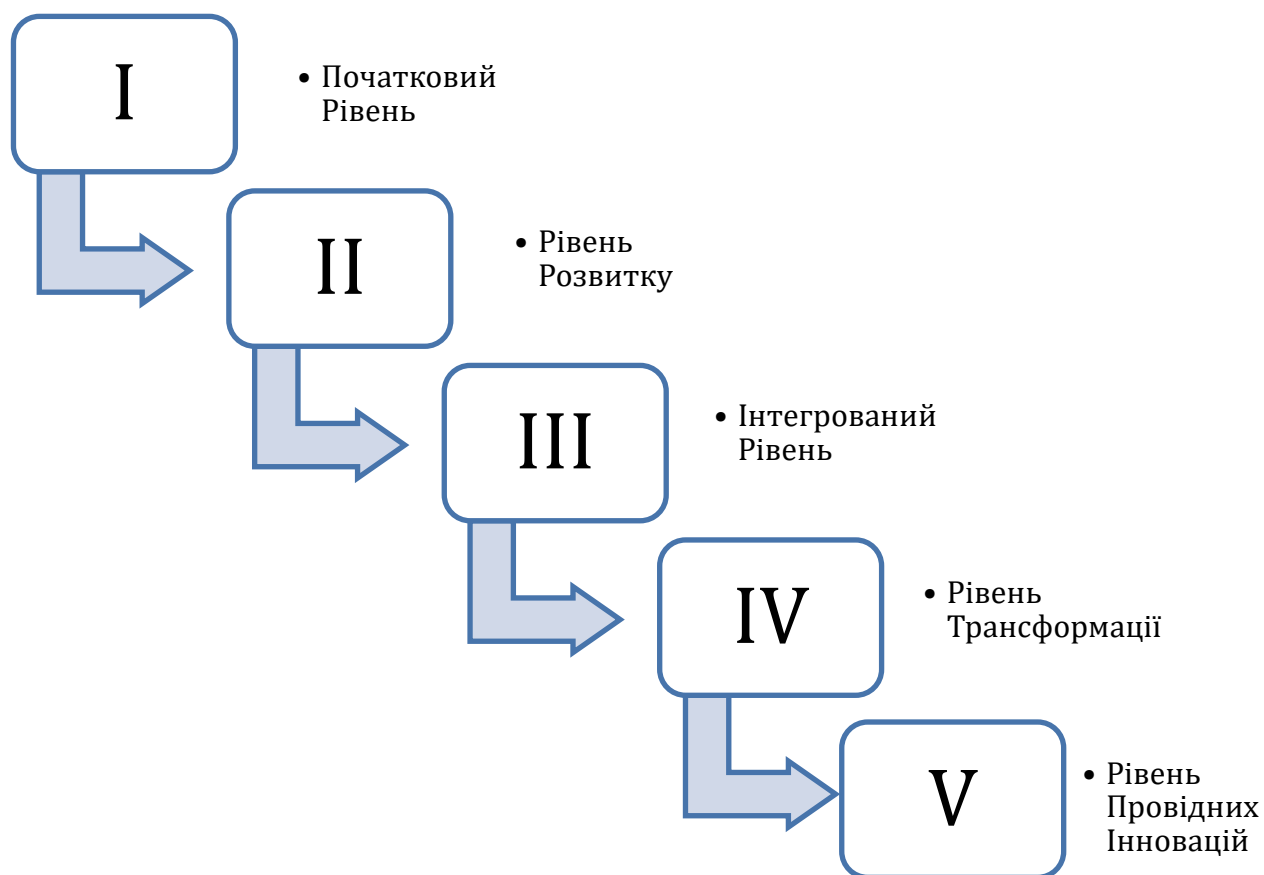 I
• Початковий
Рівень
II
• Рівень
Розвитку
III
• Інтегрований
Рівень
IV
• Рівень
Трансформації
V
• Рівень
Провідних
Інновацій